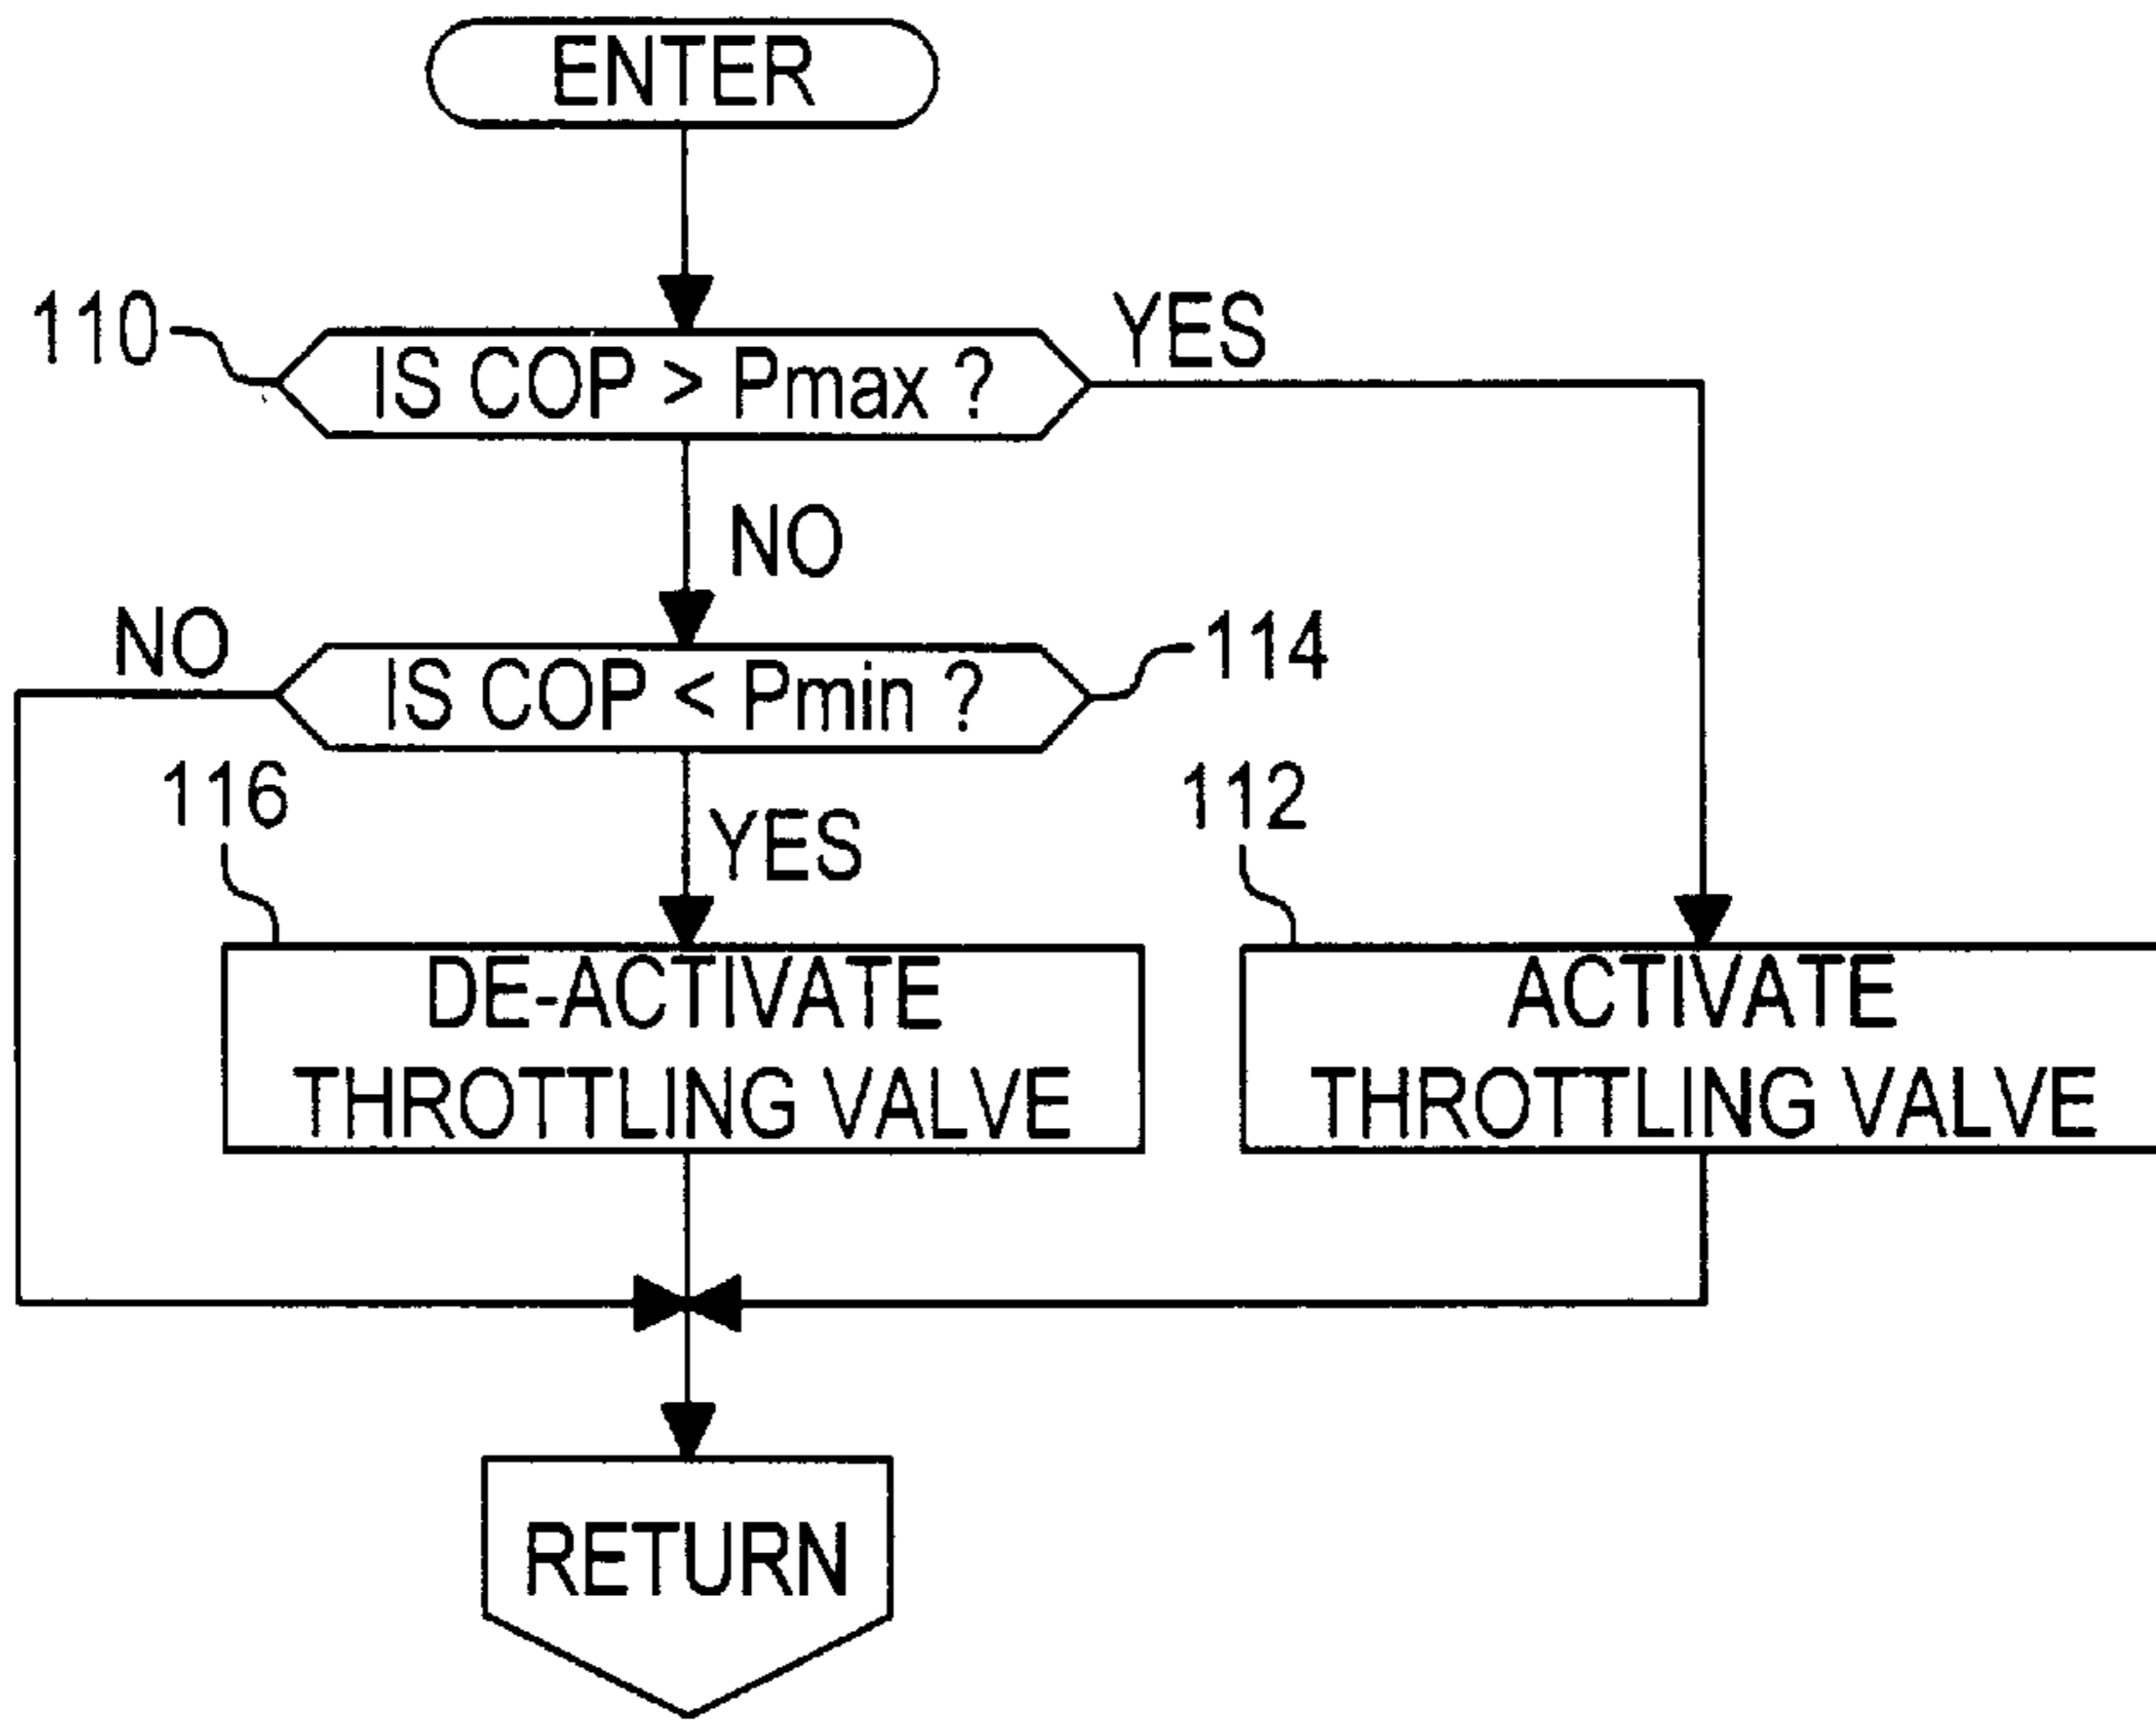 ENTER
110
IS COP > Pmax ?
YES
NO
NO
IS COP < Pmin ?
114
116
YES
112
DE-ACTIVATE
THROTTLING VALVE
ACTIVATE
THROTTLING VALVE
RETURN